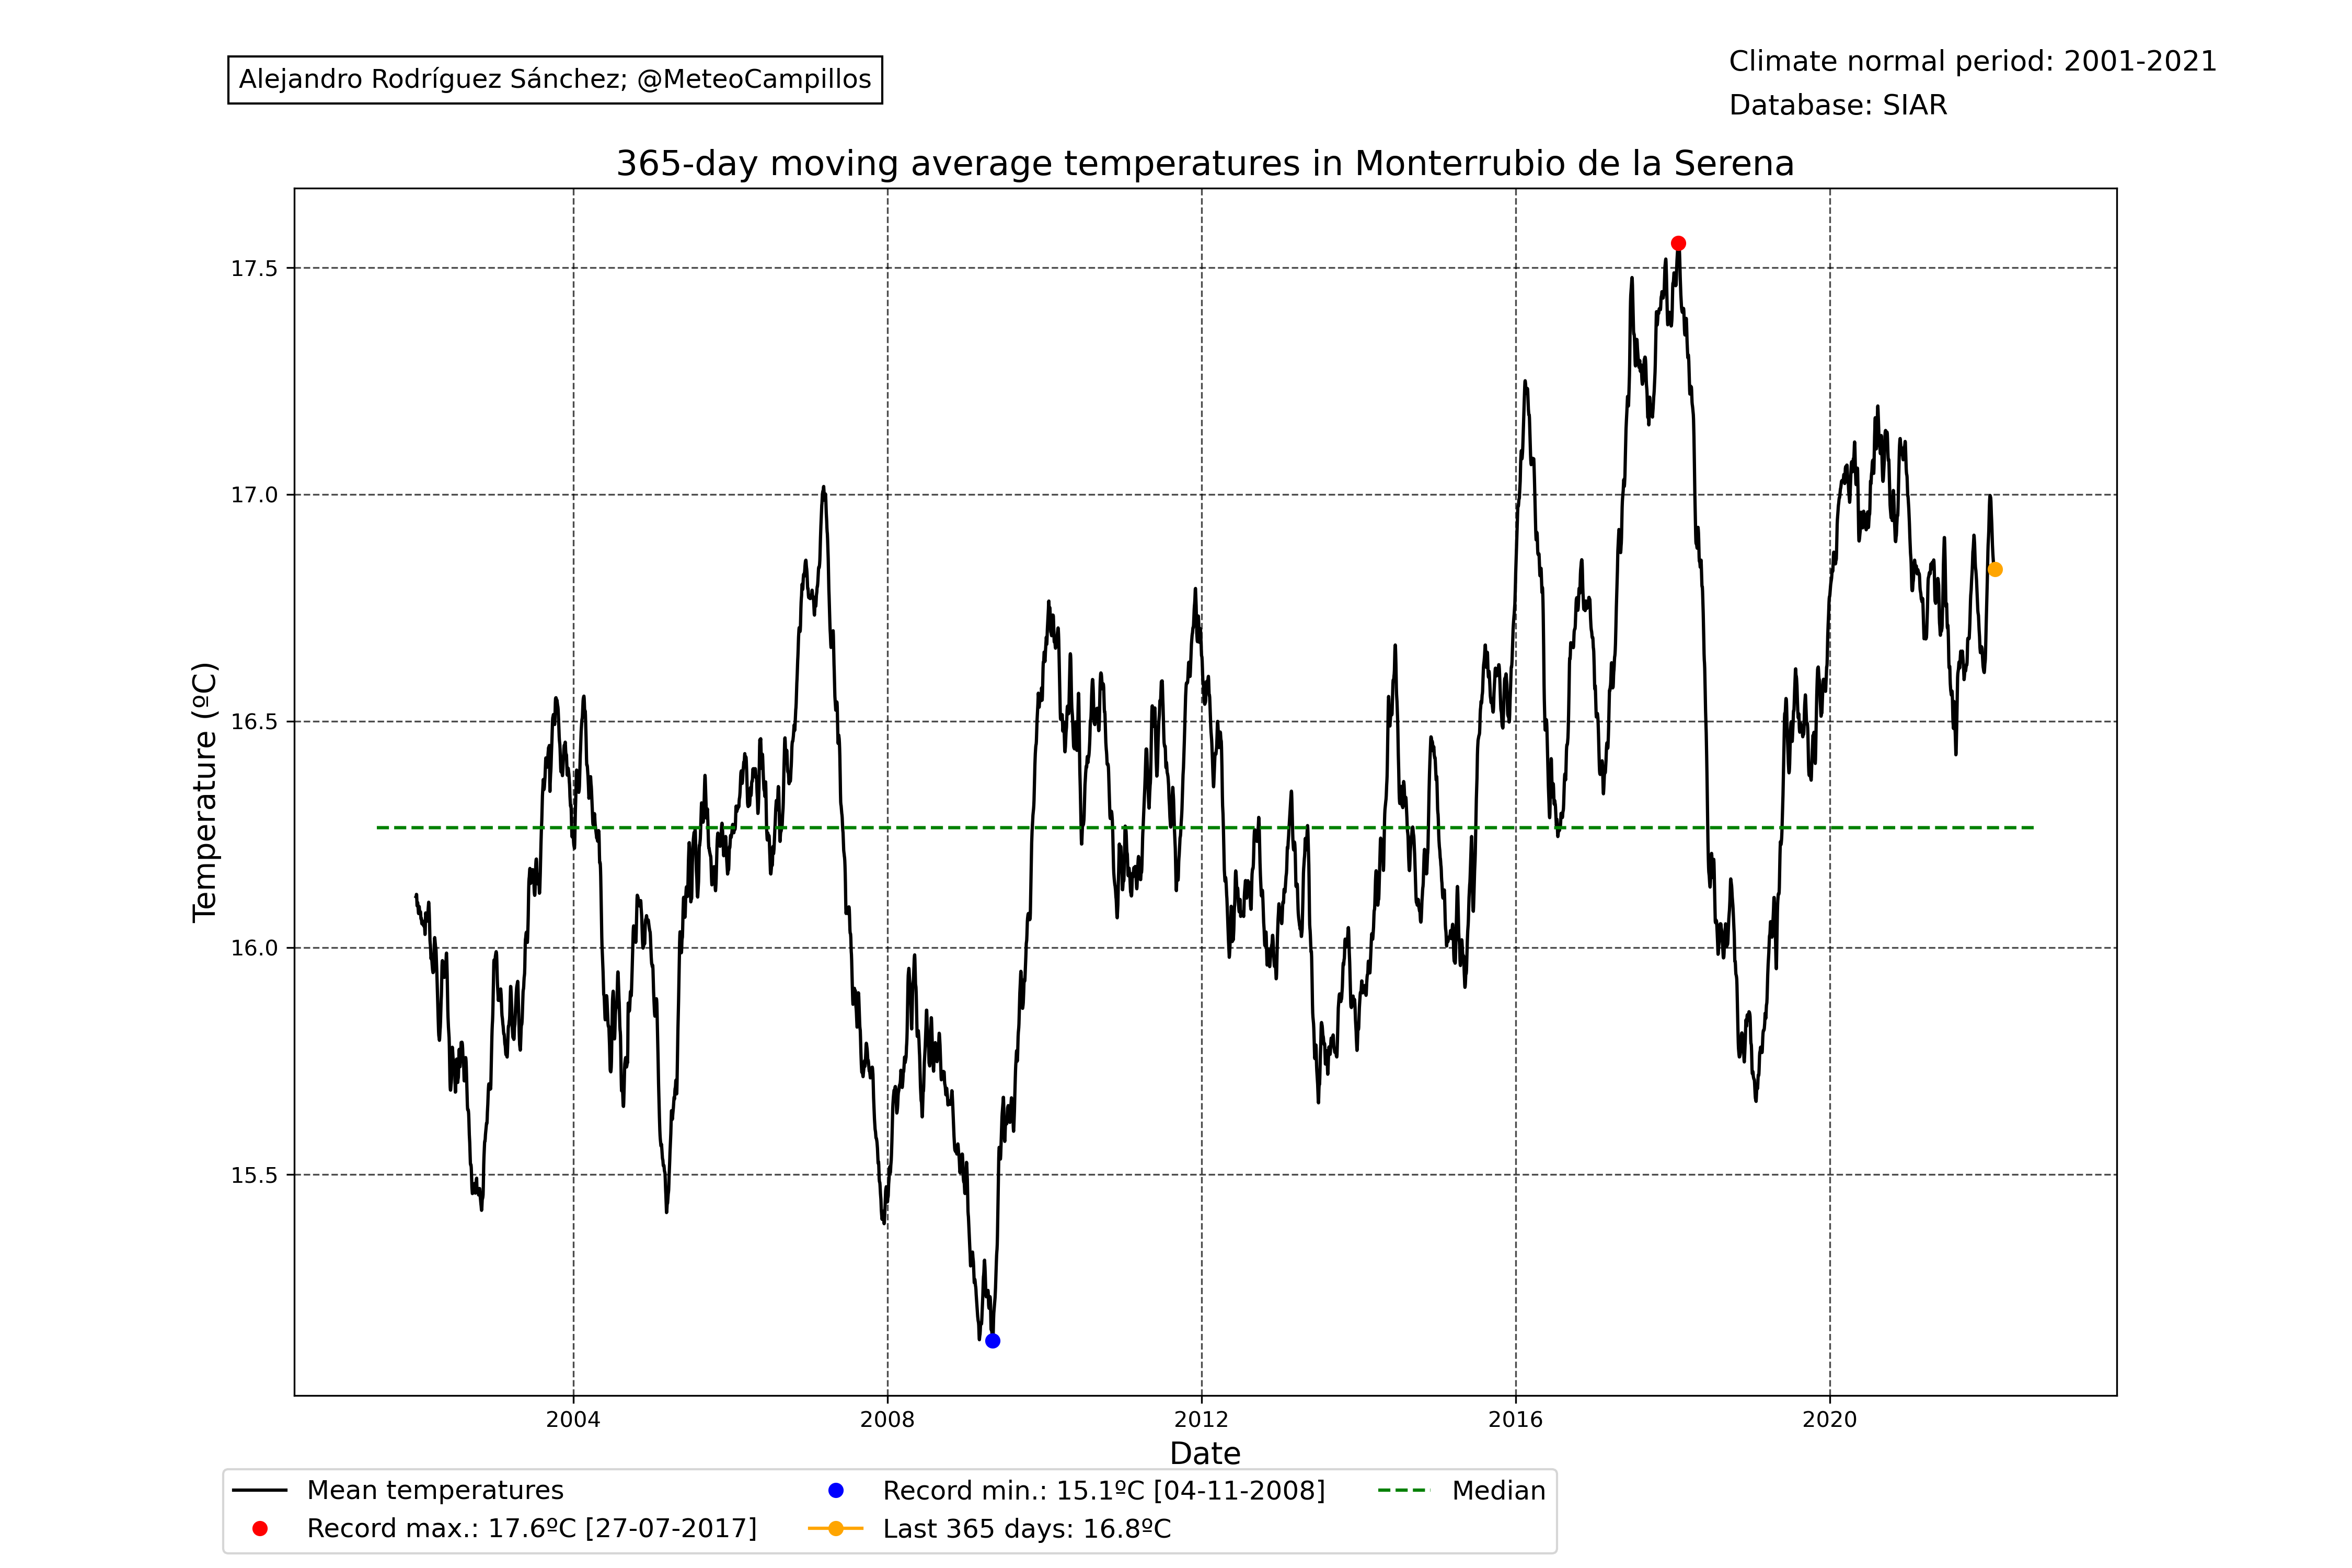 Alejandro Rodríguez Sánchez; @MeteoCampillos
Climate normal period: 2001-2021
Database: SIAR
365-day moving average temperatures in Monterrubio de la Serena
17.5
17.0
16.5
16.0
15.5
Temperature (ºC)
2004 2008 2012 2016 2020
Date
Mean temperatures
Record max.: 17.6ºC [27-07-2017]
Record min.: 15.1ºC [04-11-2008]
Last 365 days: 16.8ºC
Median